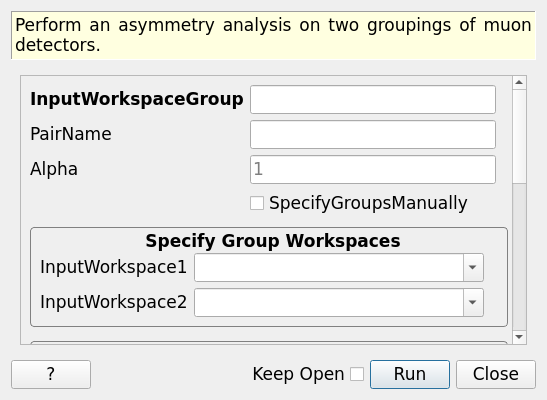 Perform an asymmetry analysis on two groupings of muon
detectors.
InputWorkspaceGroup
PairName
Alpha 1
SpecifyGroupsManually
Specify Group Workspaces
InputWorkspace1
InputWorkspace2
? Keep Open Run Close